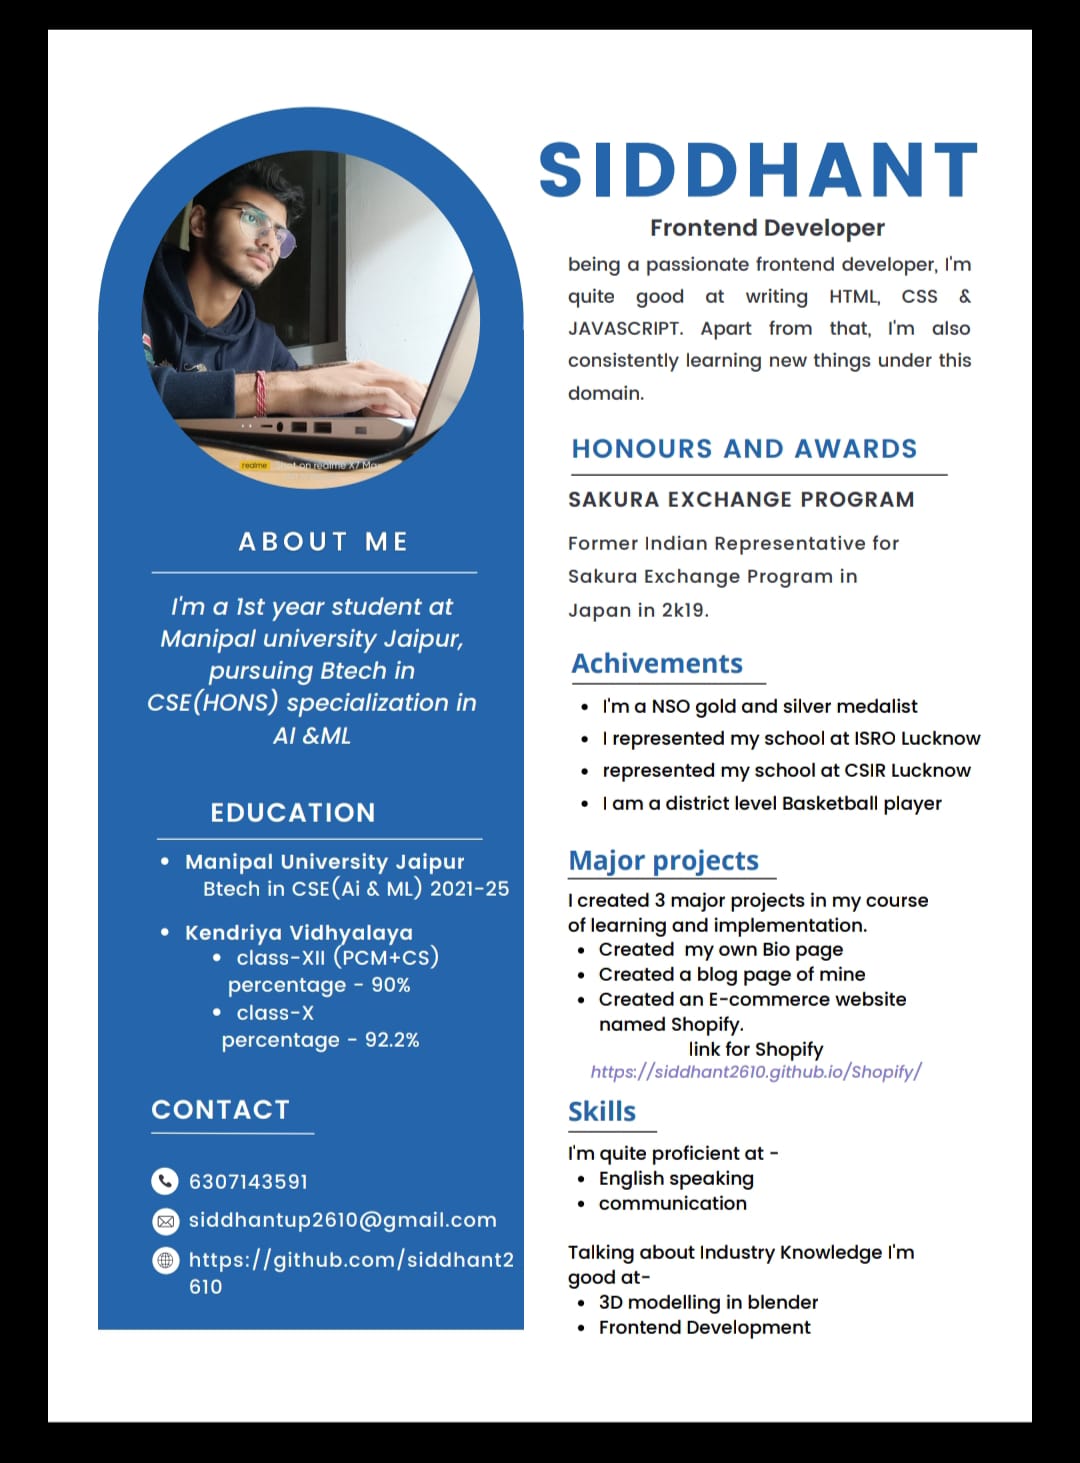 SIDDHANT
Frontend Developer
being a passionate frontend developer, I'm
quite good at writing HTML, CSS &
JAVASCRIPT. Apart from that, I'm also
consistently learning new things under this
domain.
HONOURS AND AWARDS
SAKURA EXCHANGE PROGRAM
Former Indian Representative for
Sakura Exchange Program in
Japan in 2k19.
Achivements
• I'm a NSO gold and silver medalist
• I represented my school at ISRO Lucknow
• represented my school at CSIR Lucknow
• I am a district level Basketball player
Major projects
I created 3 major projects in my course
of learning and implementation.
• Created my own Bio page
• Created a blog page of mine
• Created an E-commerce website
named Shopify.
link for Shopify
https://siddhant2610.github.io/Shopify/
Skills
I'm quite proficient at -
• English speaking
• communication
Talking about Industry Knowledge I'm
good at-
• 3D modelling in blender
• Frontend Development
realme Shot on realme X7 Max
ABOUT ME
I'm a 1st year student at
Manipal university Jaipur,
pursuing Btech in
CSE(HONS) specialization in
AI &ML
EDUCATION
• Manipal University Jaipur
Btech in CSE(Ai & ML) 2021-25
• Kendriya Vidhyalaya
• class-XII (PCM+CS)
percentage - 90%
• class-X
percentage - 92.2%
CONTACT
6307143591
siddhantup2610@gmail.com
https://github.com/siddhant2
610